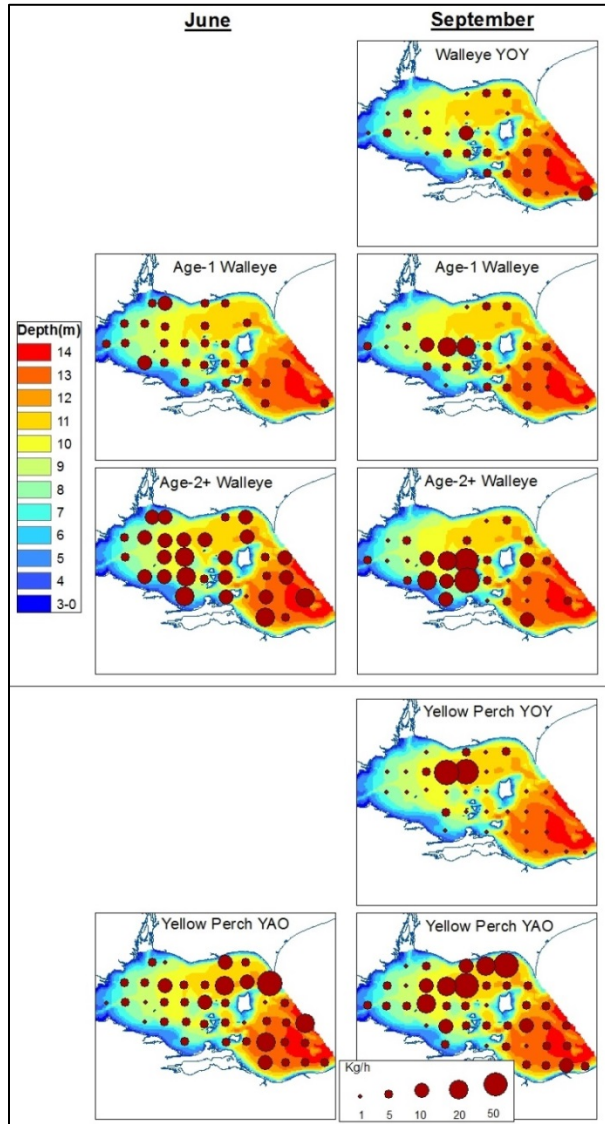 June
September
Walleye YOY
Age-1 Walleye
Age-1 Walleye
Depth(m)
14
13
12
11
10
9
8
7
6
5
4
3-0
Age-2+ Walleye
Age-2+ Walleye
Yellow Perch YOY
Yellow Perch YAO
Yellow Perch YAO
Kg/h
1 5 10 20 50